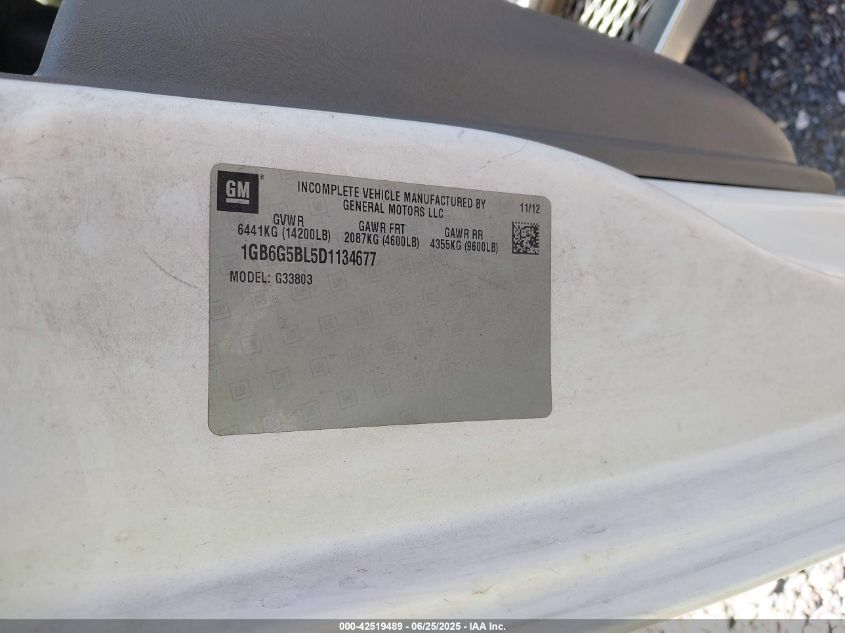 GM ®
INCOMPLETE VEHICLE MANUFACTURED BY
GENERAL MOTORS LLC
11/12
GVWR
6441KG (14200LB)
GAWR FRT
2087KG (4600LB)
GAWR RR
4355KG (9600LB)
1GB6G5BL5D1134677
MODEL: G33803
000-42519489 - 06/25/2025 - IAA Inc.